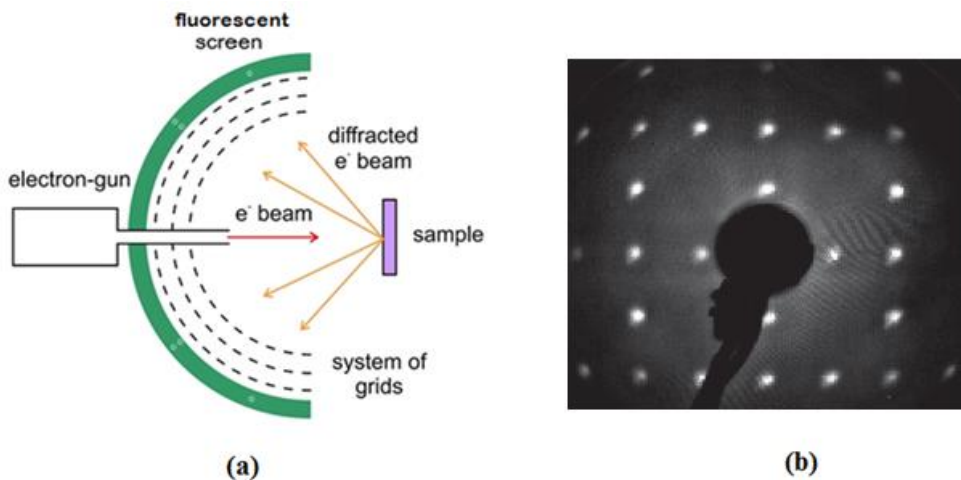 fluorescent
screen
diffracted
e⁻ beam
electron-gun
e⁻ beam
sample
system of
grids
(a)
(b)